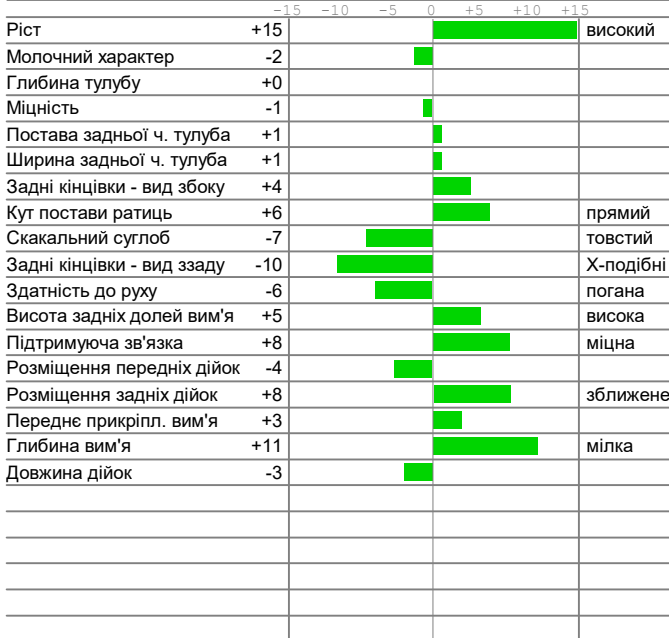 -15 -10 -5 0 +5 +10 +15
Ріст +15 високий
Молочний характер -2
Глибина тулубу +0
Міцність -1
Постава задньої ч. тулуба +1
Ширина задньої ч. тулуба +1
Задні кінцівки - вид збоку +4
Кут постави ратиць +6 прямий
Скакальний суглоб -7 товстий
Задні кінцівки - вид ззаду -10 Х-подібні
Здатність до руху -6 погана
Висота задніх долей вим'я +5 висока
Підтримуюча зв'язка +8 міцна
Розміщення передніх дійок -4
Розміщення задніх дійок +8 зближене
Переднє прикріпл. вим'я +3
Глибина вим'я +11 мілка
Довжина дійок -3